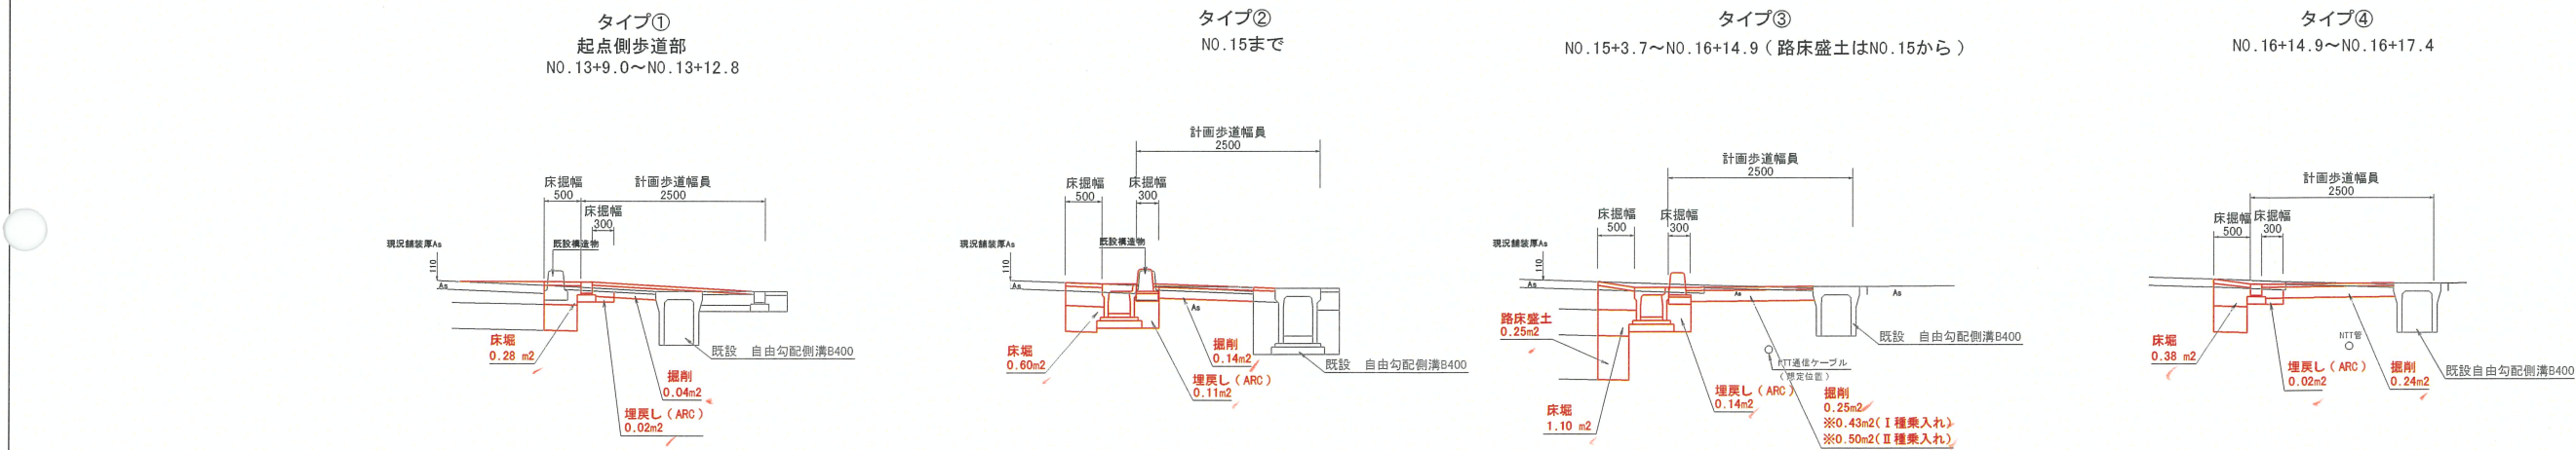 タイプ①
起点側歩道部
NO.13+9.0～NO.13+12.8
床掘幅
500
計画歩道幅員
2500
床掘幅
300
現況舗装厚As
既設構造物
110
As
床堀
0.28 m2
掘削
0.04m2
埋戻し（ARC）
0.02m2
既設　自由勾配側溝B400
タイプ②
NO.15まで
計画歩道幅員
2500
床掘幅
500
床掘幅
300
現況舗装厚As
既設構造物
110
As
As
床堀
0.60m2
掘削
0.14m2
埋戻し（ARC）
0.11m2
既設　自由勾配側溝B400
タイプ③
NO.15+3.7～NO.16+14.9（路床盛土はNO.15から）
計画歩道幅員
2500
床掘幅
500
床掘幅
300
現況舗装厚As
110
As
As
As
路床盛土
0.25m2
既設　自由勾配側溝B400
NTT通信ケーブル
（想定位置）
床堀
1.10 m2
埋戻し（ARC）
0.14m2
掘削
0.25m2
※0.43m2(Ⅰ種乗入れ)
※0.50m2(Ⅱ種乗入れ)
タイプ④
NO.16+14.9～NO.16+17.4
計画歩道幅員
2500
床掘幅
500
床掘幅
300
NTT管
床堀
0.38 m2
埋戻し（ARC）
0.02m2
掘削
0.24m2
既設自由勾配側溝B400